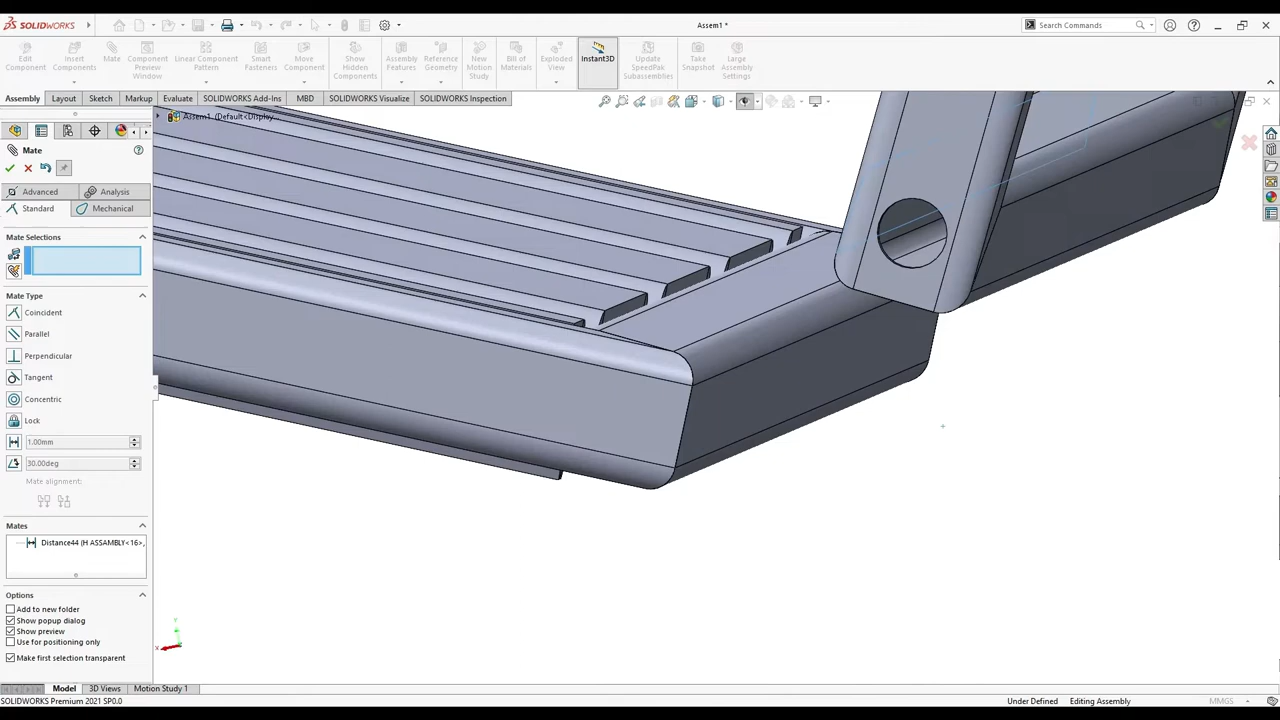 SOLIDWORKS
Assem1 *
Search Commands
Edit Component
Insert Components
Mate
Component Preview Window
Linear Component Pattern
Smart Fasteners
Move Component
Show Hidden Components
Assembly Features
Reference Geometry
New Motion Study
Bill of Materials
Exploded View
Instant3D
Update SpeedPak Subassemblies
Take Snapshot
Large Assembly Settings
Assembly
Layout
Sketch
Markup
Evaluate
SOLIDWORKS Add-Ins
MBD
SOLIDWORKS Visualize
SOLIDWORKS Inspection
Assem1 (Default<Display...
Mate
Advanced
Analysis
Standard
Mechanical
Mate Selections
Mate Type
Coincident
Parallel
Perpendicular
Tangent
Concentric
Lock
1.00mm
30.00deg
Mate alignment:
Mates
Distance44 (H ASSEMBLY<16>,
Options
Add to new folder
Show popup dialog
Show preview
Use for positioning only
Make first selection transparent
Y
X
Model
3D Views
Motion Study 1
SOLIDWORKS Premium 2021 SP0.0
Under Defined
Editing Assembly
MMGS